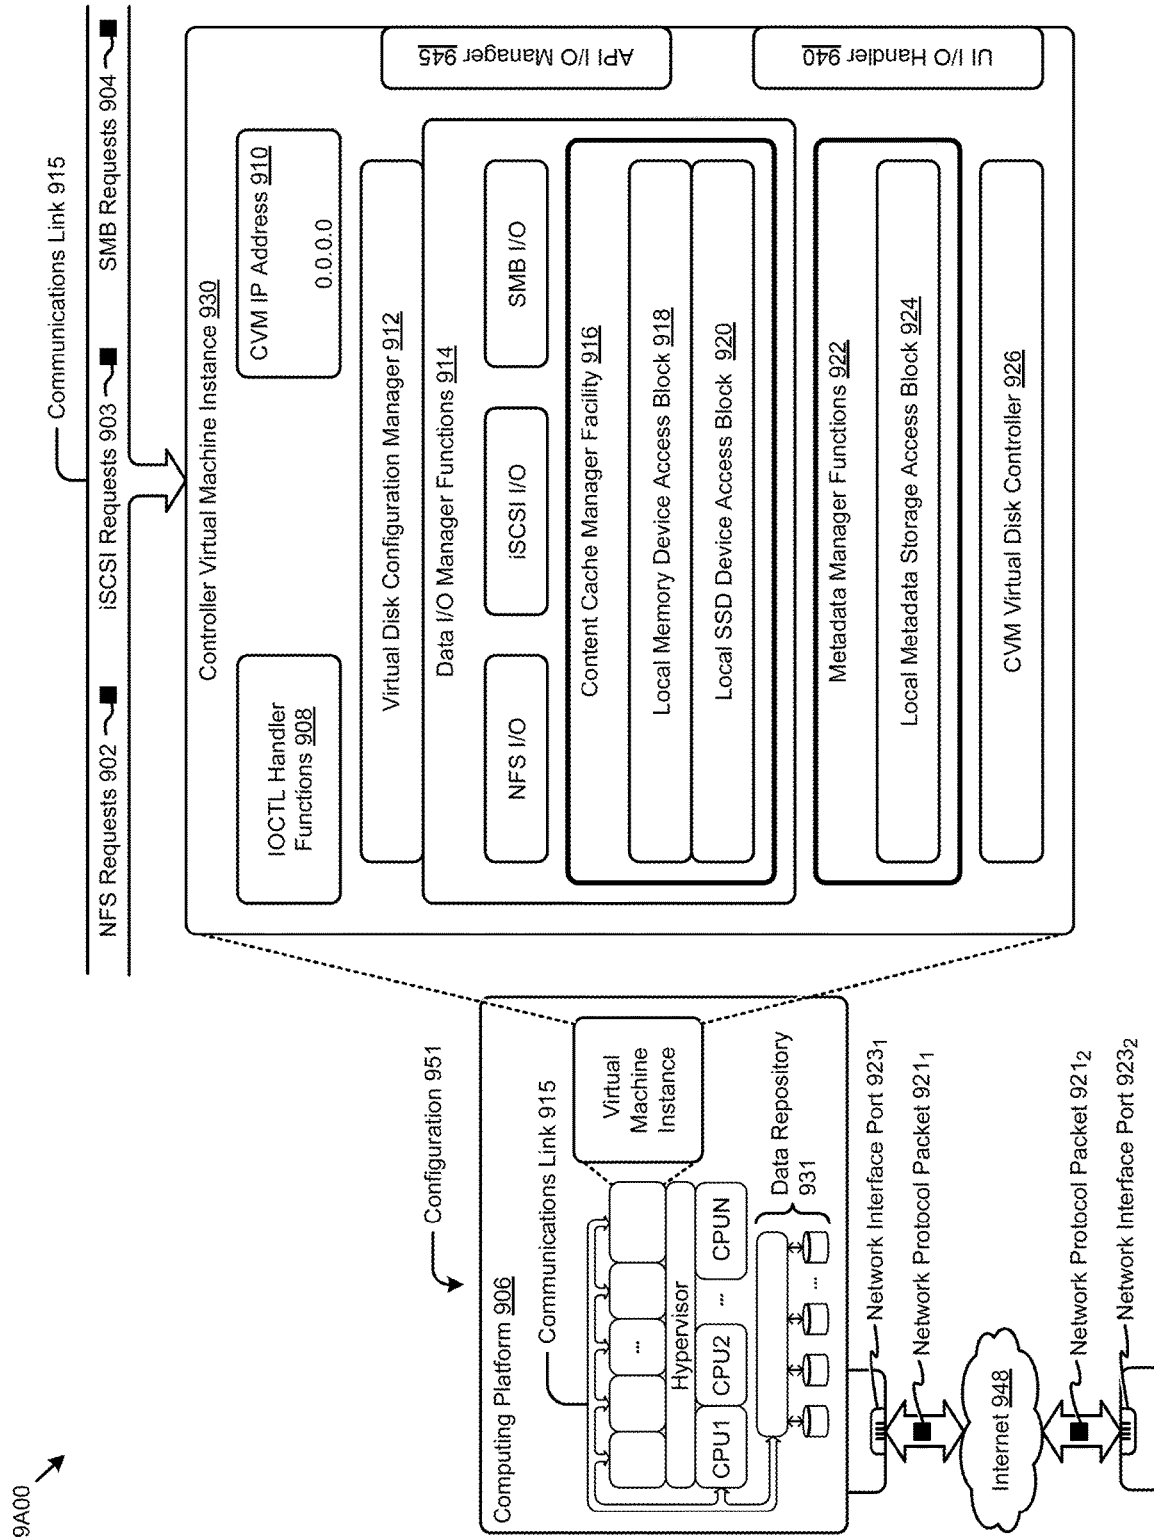 9A00
Configuration 951
Computing Platform 906
Communications Link 915
...
Hypervisor
CPU1
CPU2
...
CPUN
Virtual
Machine
Instance
Data Repository
931
...
Network Interface Port 923₁
Network Protocol Packet 921₁
Internet 948
Network Protocol Packet 921₂
Network Interface Port 923₂
Communications Link 915
NFS Requests 902
iSCSI Requests 903
SMB Requests 904
Controller Virtual Machine Instance 930
IOCTL Handler
Functions 908
CVM IP Address 910
0.0.0.0
Virtual Disk Configuration Manager 912
Data I/O Manager Functions 914
NFS I/O
iSCSI I/O
SMB I/O
Content Cache Manager Facility 916
Local Memory Device Access Block 918
Local SSD Device Access Block 920
Metadata Manager Functions 922
Local Metadata Storage Access Block 924
CVM Virtual Disk Controller 926
API I/O Manager 945
UI I/O Handler 940